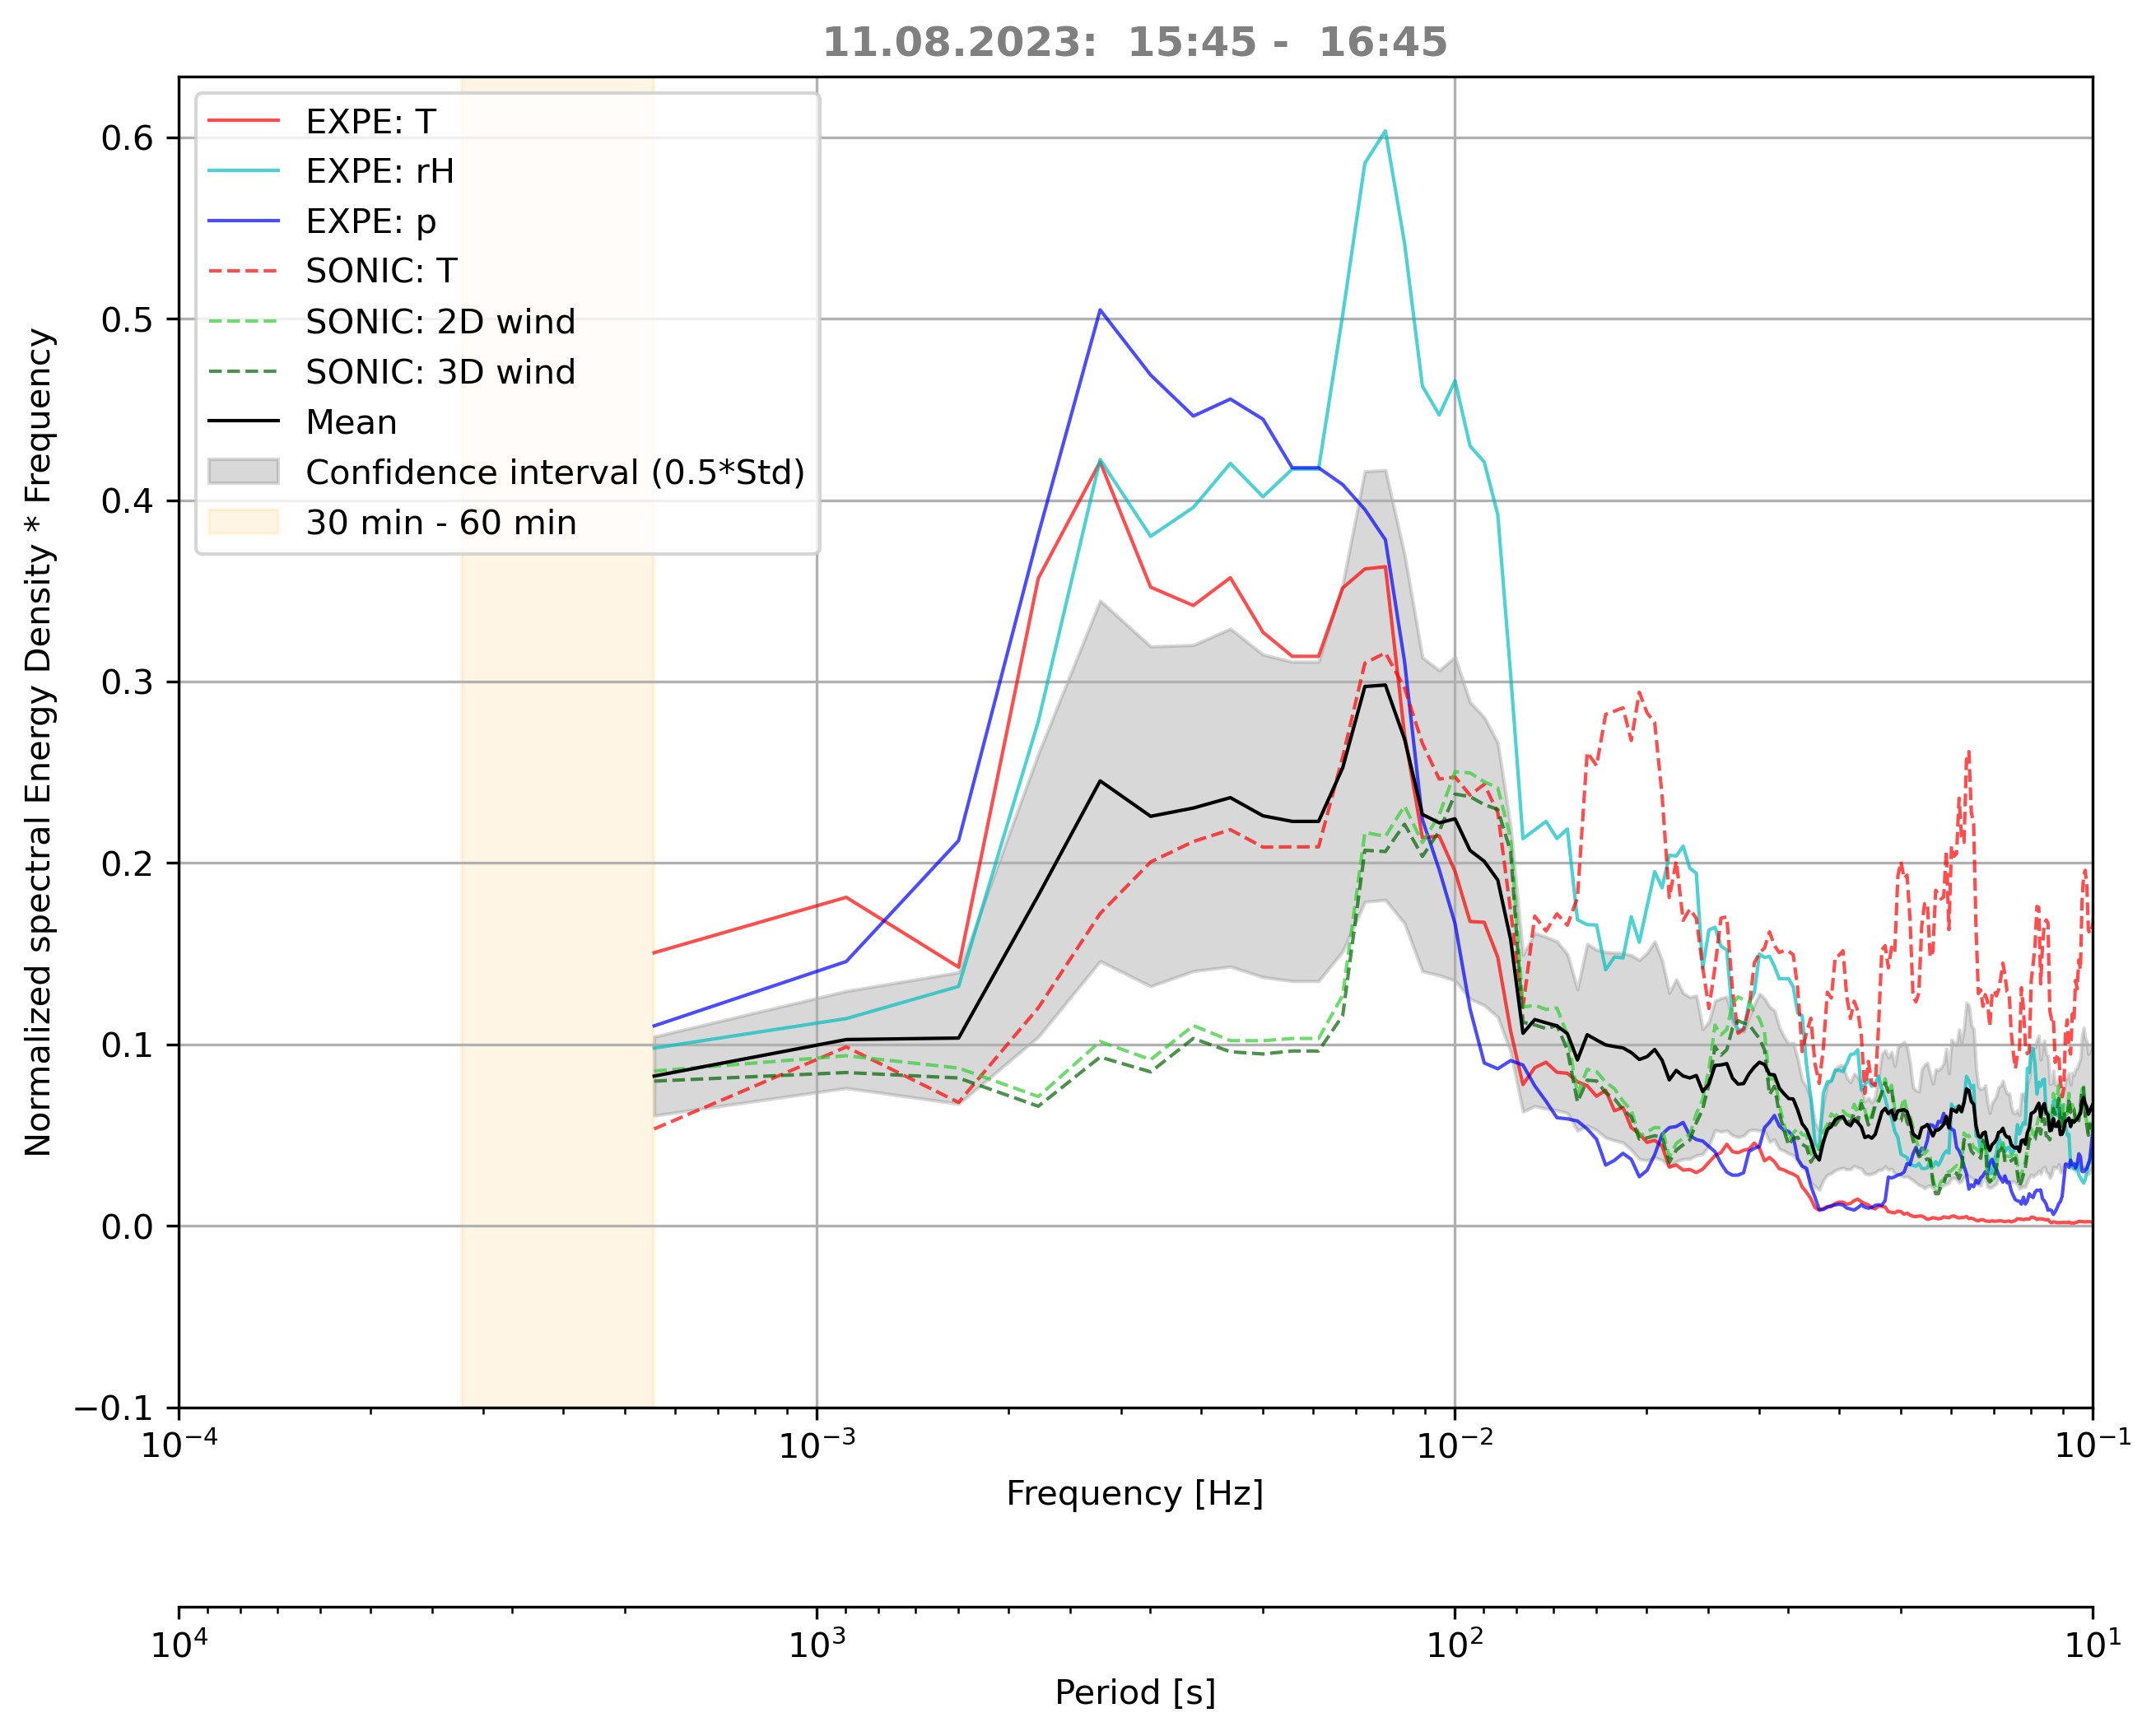 11.08.2023:  15:45 -  16:45
Normalized spectral Energy Density * Frequency
0.6
0.5
0.4
0.3
0.2
0.1
0.0
−0.1
EXPE: T
EXPE: rH
EXPE: p
SONIC: T
SONIC: 2D wind
SONIC: 3D wind
Mean
Confidence interval (0.5*Std)
30 min - 60 min
10⁻⁴ 10⁻³ 10⁻² 10⁻¹
Frequency [Hz]
10⁴ 10³ 10² 10¹
Period [s]